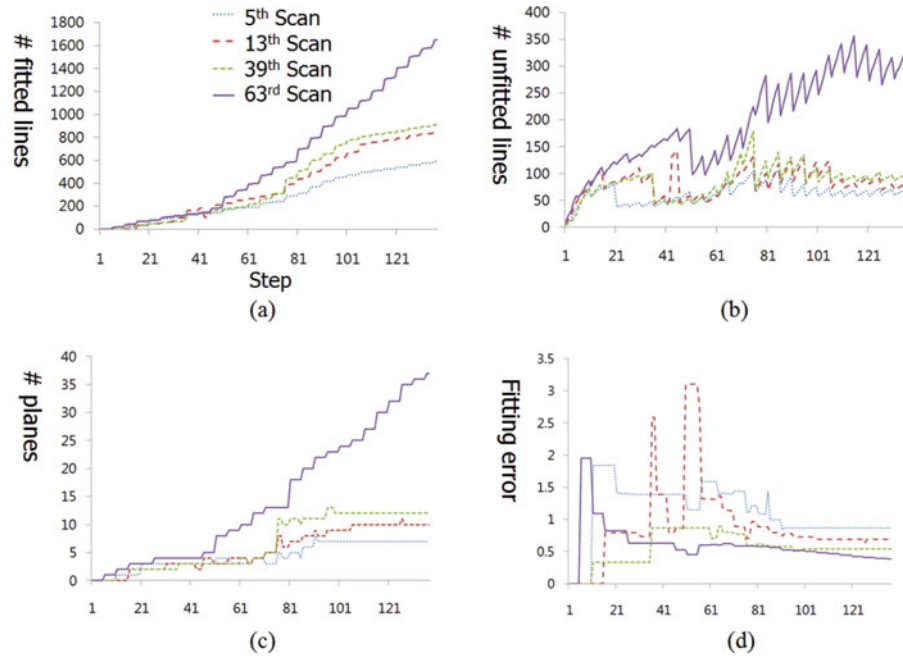 # fitted lines
1800
1600
1400
1200
1000
800
600
400
200
0
5th Scan
13th Scan
39th Scan
63rd Scan
1 21 41 61 81 101 121
Step
(a)
# unfitted lines
400
350
300
250
200
150
100
50
0
1 21 41 61 81 101 121
(b)
# planes
40
35
30
25
20
15
10
5
0
1 21 41 61 81 101 121
(c)
Fitting error
3.5
3
2.5
2
1.5
1
0.5
0
1 21 41 61 81 101 121
(d)